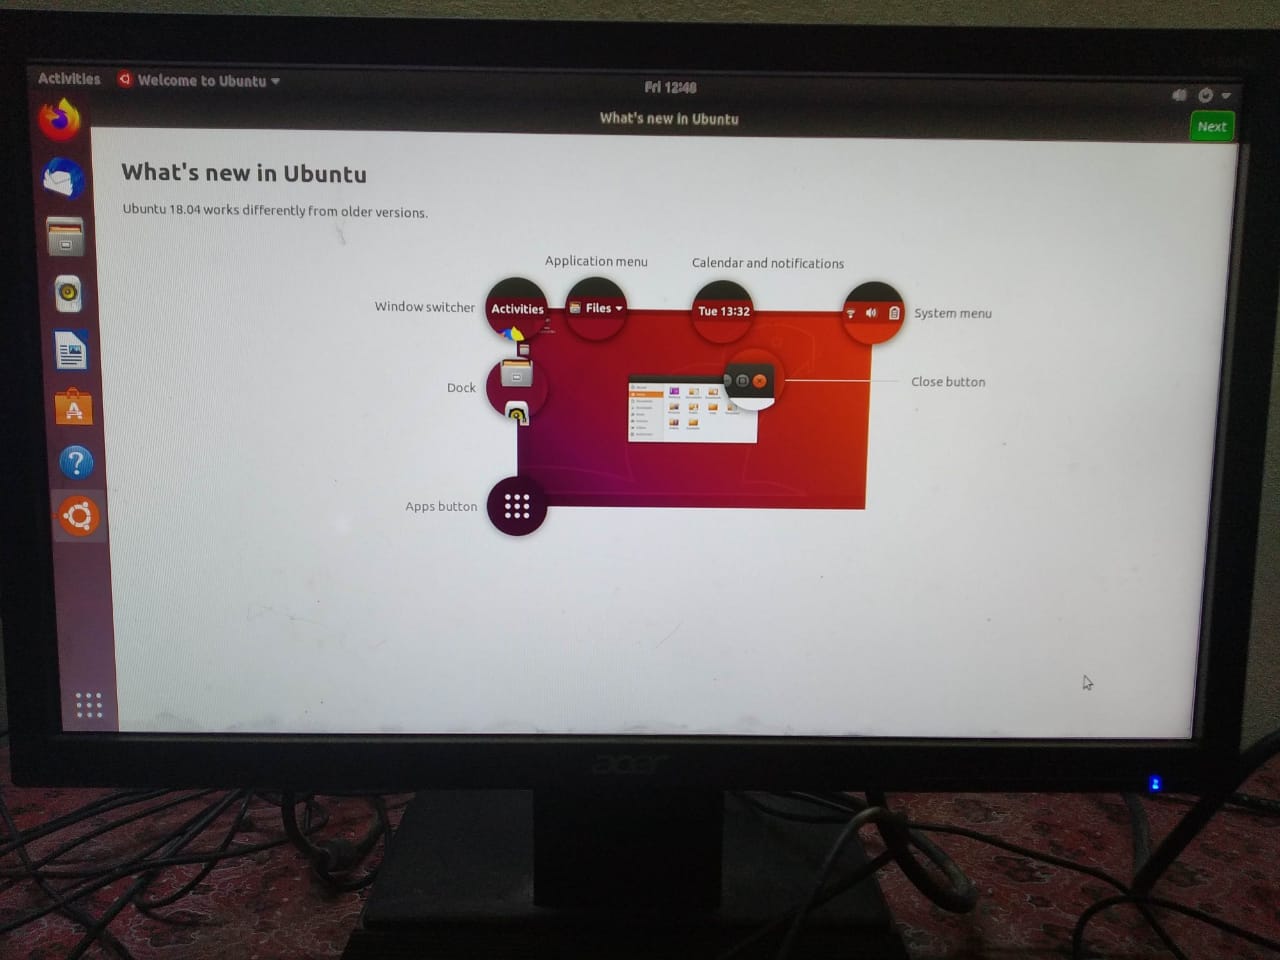 Activities Welcome to Ubuntu Fri 12:48
What's new in Ubuntu
Next
What's new in Ubuntu
Ubuntu 18.04 works differently from older versions.
Application menu
Calendar and notifications
Window switcher
Activities
Files
Tue 13:32
System menu
Dock
Close button
Apps button
acer